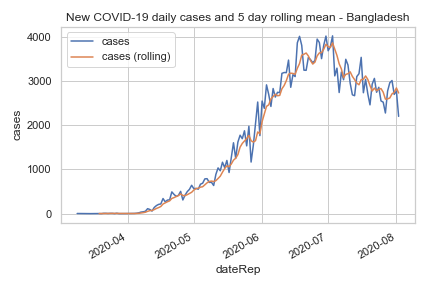 New COVID-19 daily cases and 5 day rolling mean - Bangladesh
cases
cases (rolling)
4000
3000
2000
1000
0
cases
2020-04
2020-05
2020-06
2020-07
2020-08
dateRep